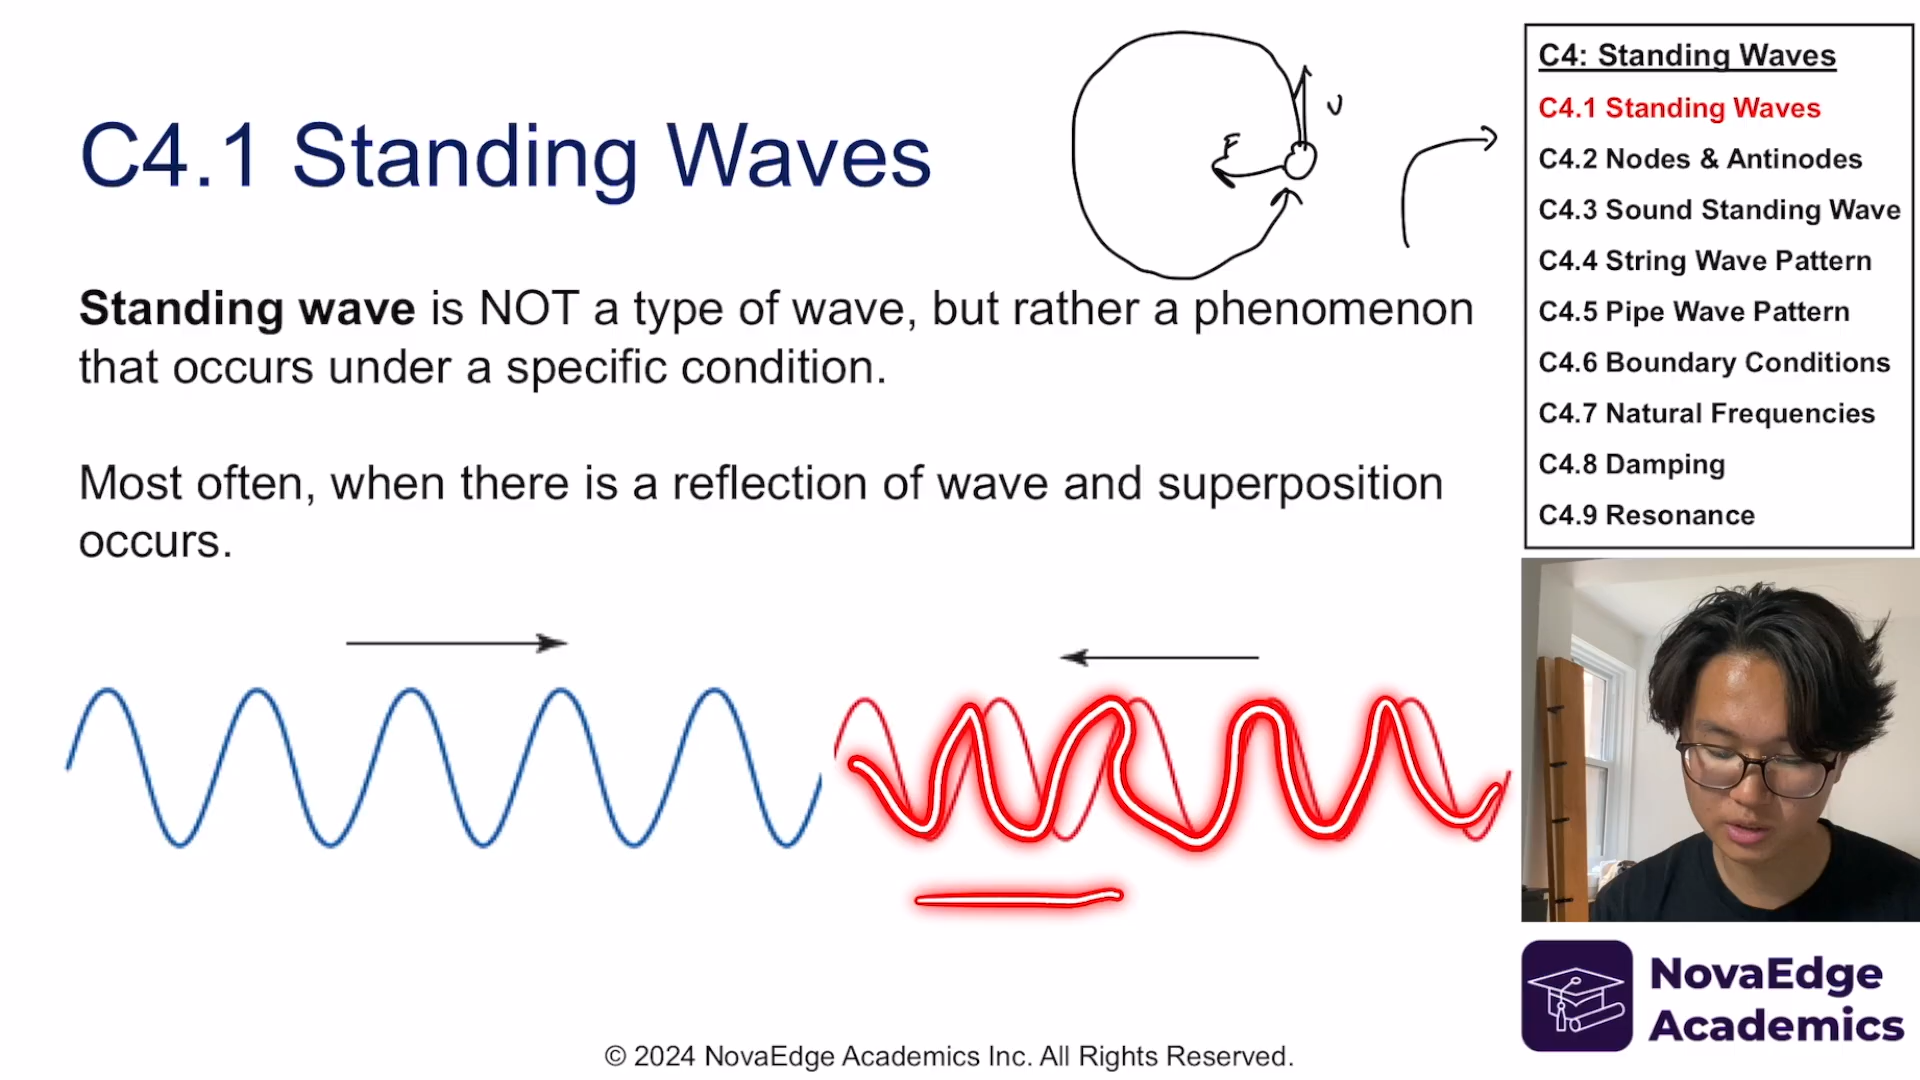 C4.1 Standing Waves
F
v
Standing wave is NOT a type of wave, but rather a phenomenon
that occurs under a specific condition.
Most often, when there is a reflection of wave and superposition
occurs.
C4: Standing Waves
C4.1 Standing Waves
C4.2 Nodes & Antinodes
C4.3 Sound Standing Wave
C4.4 String Wave Pattern
C4.5 Pipe Wave Pattern
C4.6 Boundary Conditions
C4.7 Natural Frequencies
C4.8 Damping
C4.9 Resonance
NovaEdge
Academics
© 2024 NovaEdge Academics Inc. All Rights Reserved.